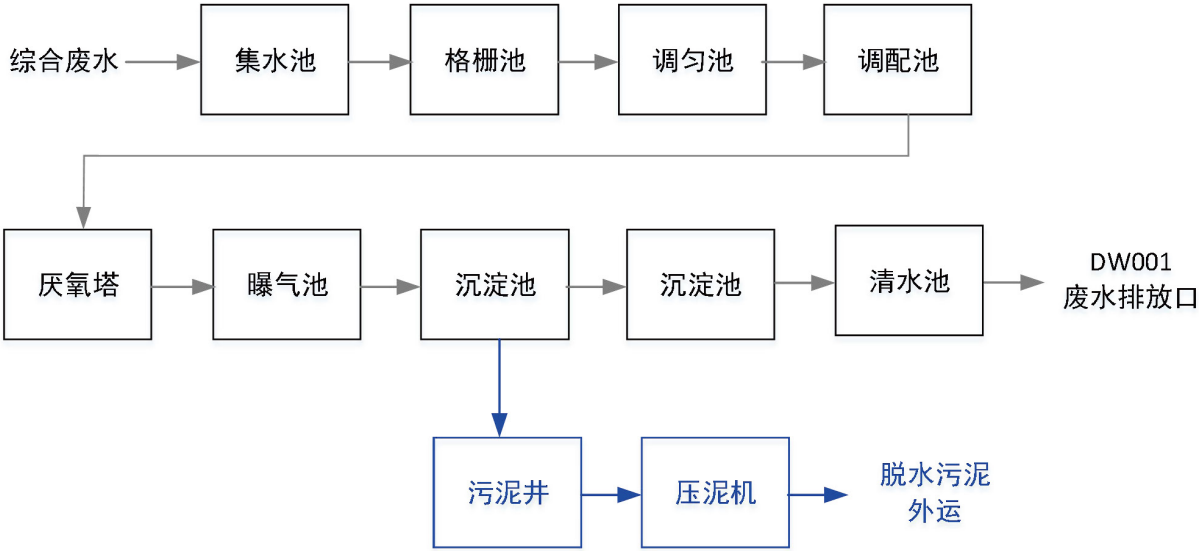 综合废水
集水池
格栅池
调匀池
调配池
厌氧塔
曝气池
沉淀池
沉淀池
清水池
DW001
废水排放口
污泥井
压泥机
脱水污泥
外运